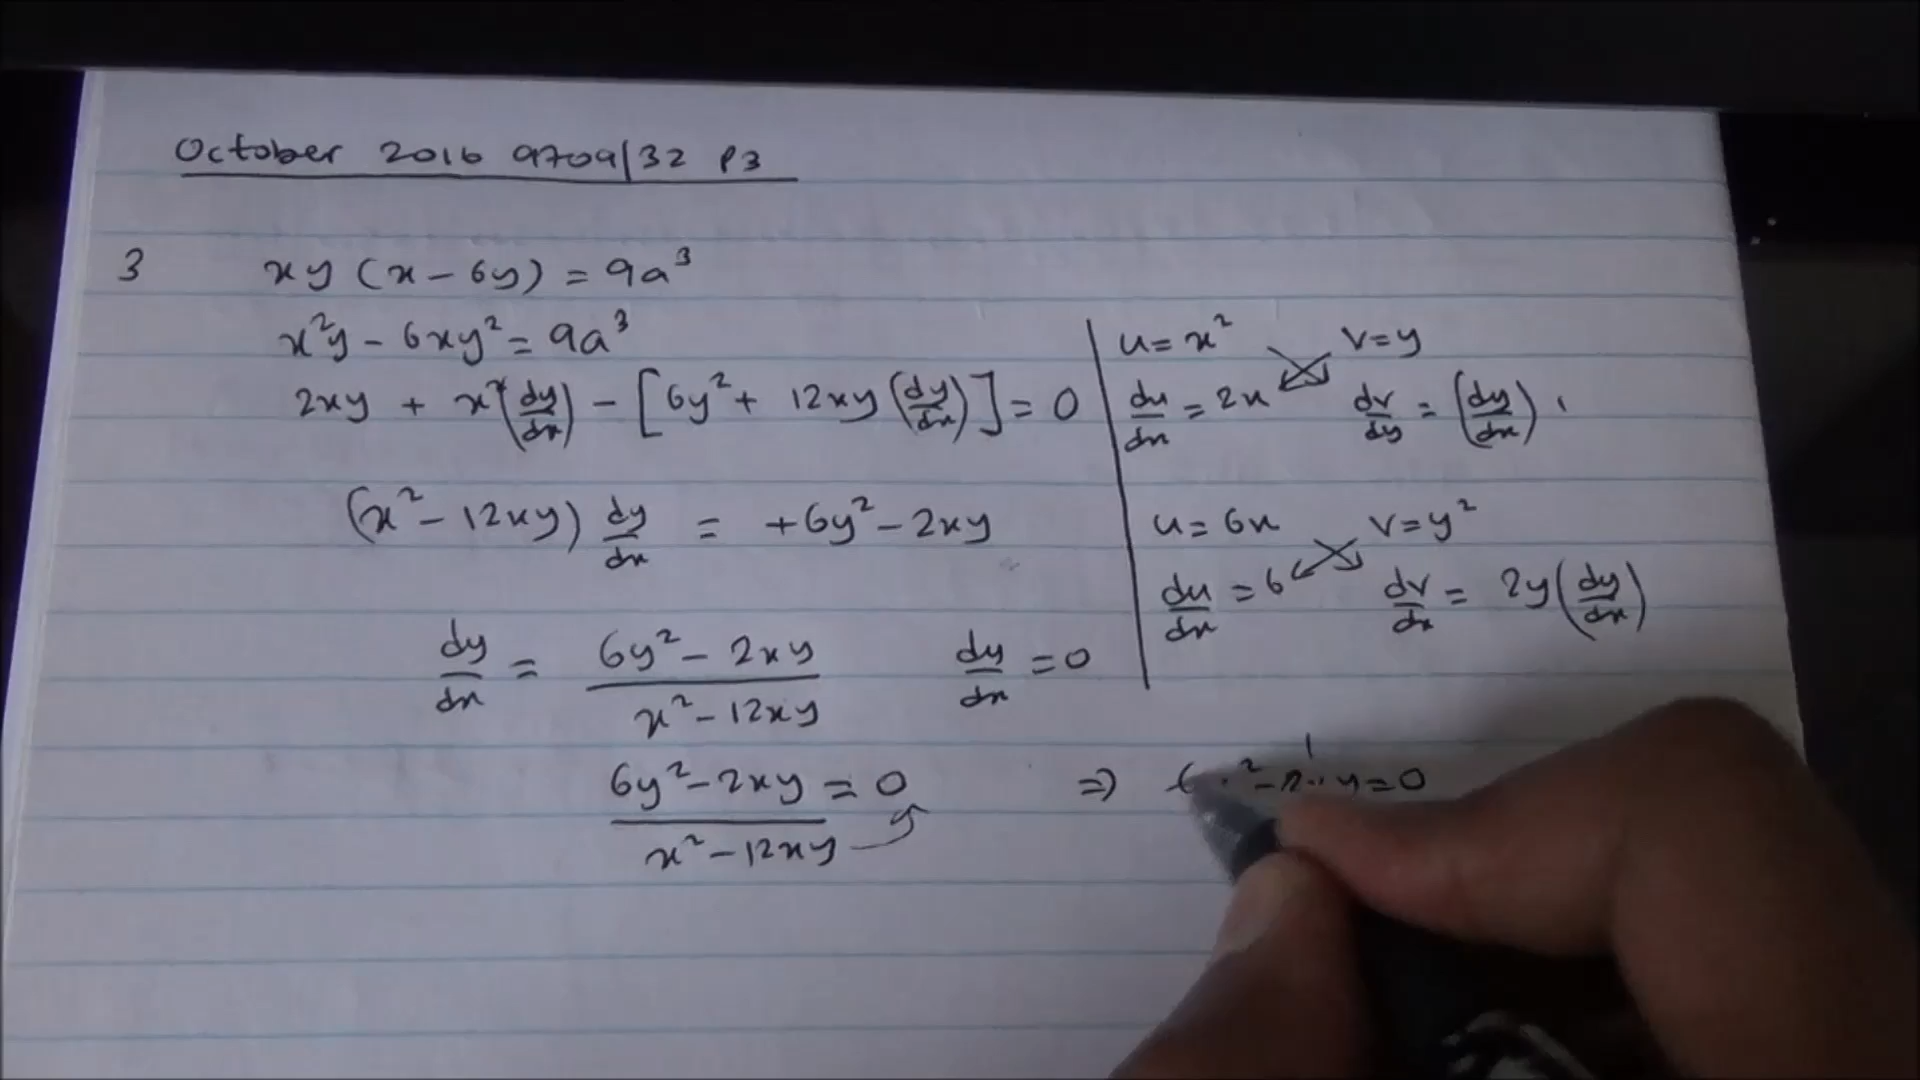 October 2016 9709/32 P3
3 xy (x - 6y) = 9a³
x²y - 6xy² = 9a³
2xy + x²(dy/dx) - [6y² + 12xy (dy/dx)] = 0
(x² - 12xy) dy/dx = +6y² - 2xy
dy/dx = (6y² - 2xy)/(x² - 12xy) dy/dx = 0
(6y² - 2xy)/(x² - 12xy) = 0
u = x² v = y
du/dx = 2x dv/dy = (dy/dx)
u = 6x v = y²
du/dx = 6 dv/dx = 2y(dy/dx)
⇒ y = 0